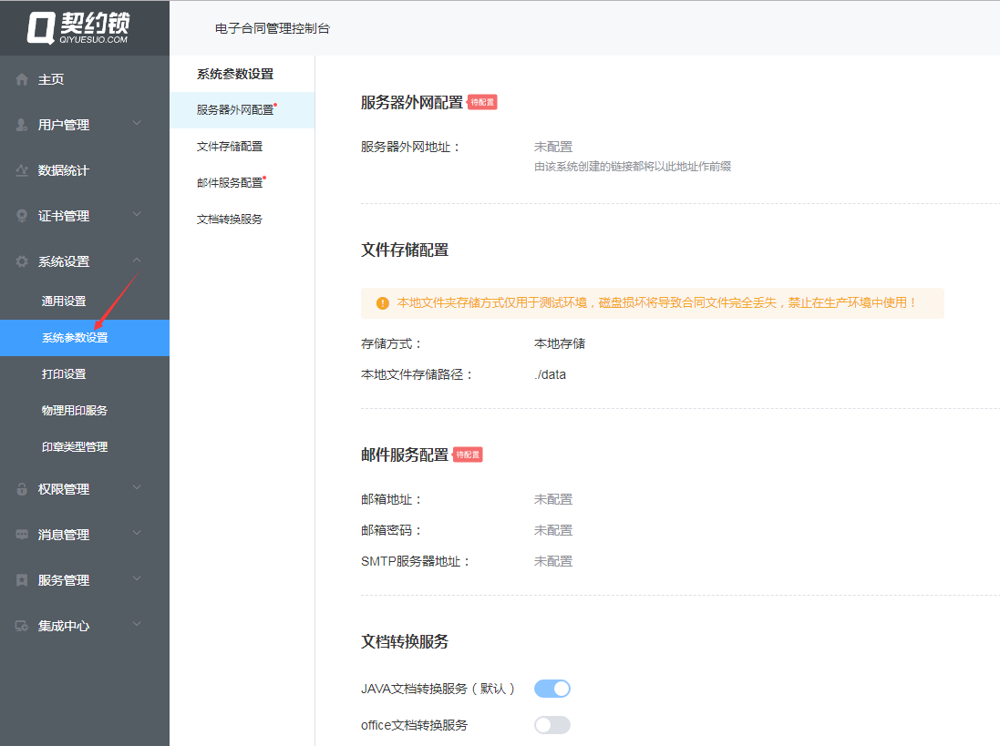 契约锁
QIYUESUO.COM
主页
用户管理
数据统计
证书管理
系统设置
通用设置
系统参数设置
打印设置
物理用印服务
印章类型管理
权限管理
消息管理
服务管理
集成中心
电子合同管理控制台
系统参数设置
服务器外网配置
文件存储配置
邮件服务配置
文档转换服务
服务器外网配置 待配置
服务器外网地址： 未配置
由该系统创建的链接都将以此地址作前缀
文件存储配置
本地文件夹存储方式仅用于测试环境，磁盘损坏将导致合同文件完全丢失，禁止在生产环境中使用！
存储方式： 本地存储
本地文件存储路径： ./data
邮件服务配置 待配置
邮箱地址： 未配置
邮箱密码： 未配置
SMTP服务器地址： 未配置
文档转换服务
JAVA文档转换服务（默认）
office文档转换服务